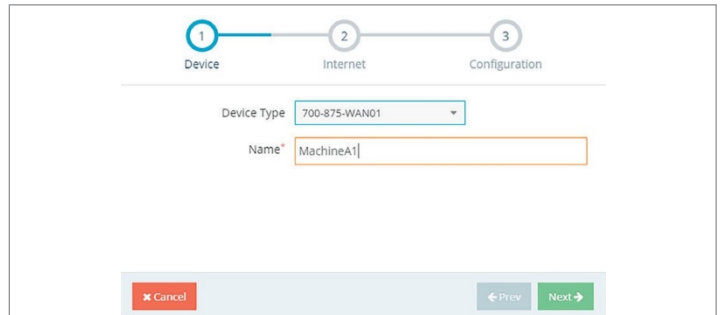 1 2 3
Device Internet Configuration
Device Type 700-875-WAN01
Name* MachineA1
✖ Cancel ← Prev Next →